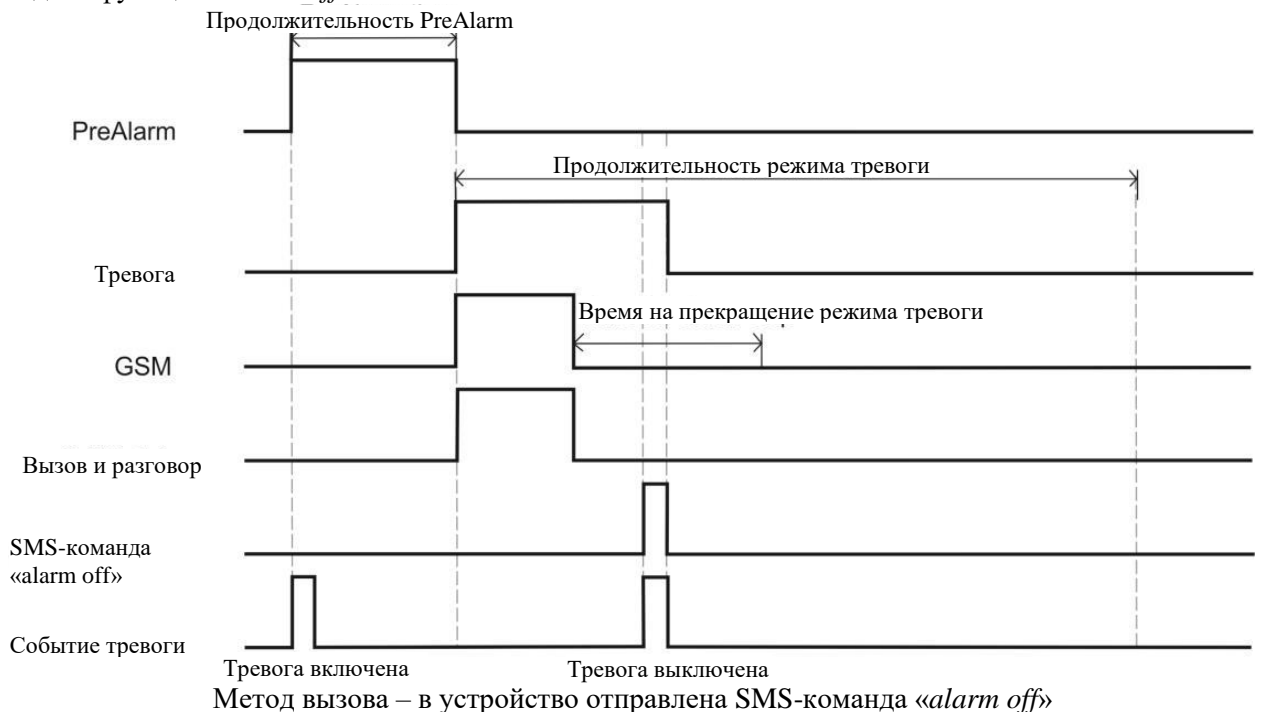 Продолжительность PreAlarm
PreAlarm
Продолжительность режима тревоги
Тревога
Время на прекращение режима тревоги
GSM
Вызов и разговор
SMS-команда
«alarm off»
Событие тревоги
Тревога включена
Тревога выключена
Метод вызова – в устройство отправлена SMS-команда «alarm off»